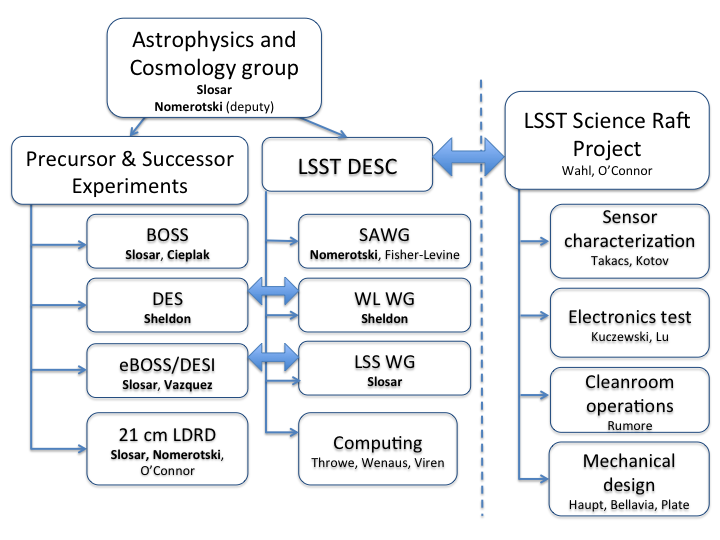 Astrophysics and
Cosmology group
Slosar
Nomerotski (deputy)
Precursor & Successor
Experiments
BOSS
Slosar, Cieplak
DES
Sheldon
eBOSS/DESI
Slosar, Vazquez
21 cm LDRD
Slosar, Nomerotski,
O'Connor
LSST DESC
SAWG
Nomerotski, Fisher-Levine
WL WG
Sheldon
LSS WG
Slosar
Computing
Throwe, Wenaus, Viren
LSST Science Raft
Project
Wahl, O'Connor
Sensor
characterization
Takacs, Kotov
Electronics test
Kuczewski, Lu
Cleanroom
operations
Rumore
Mechanical
design
Haupt, Bellavia, Plate